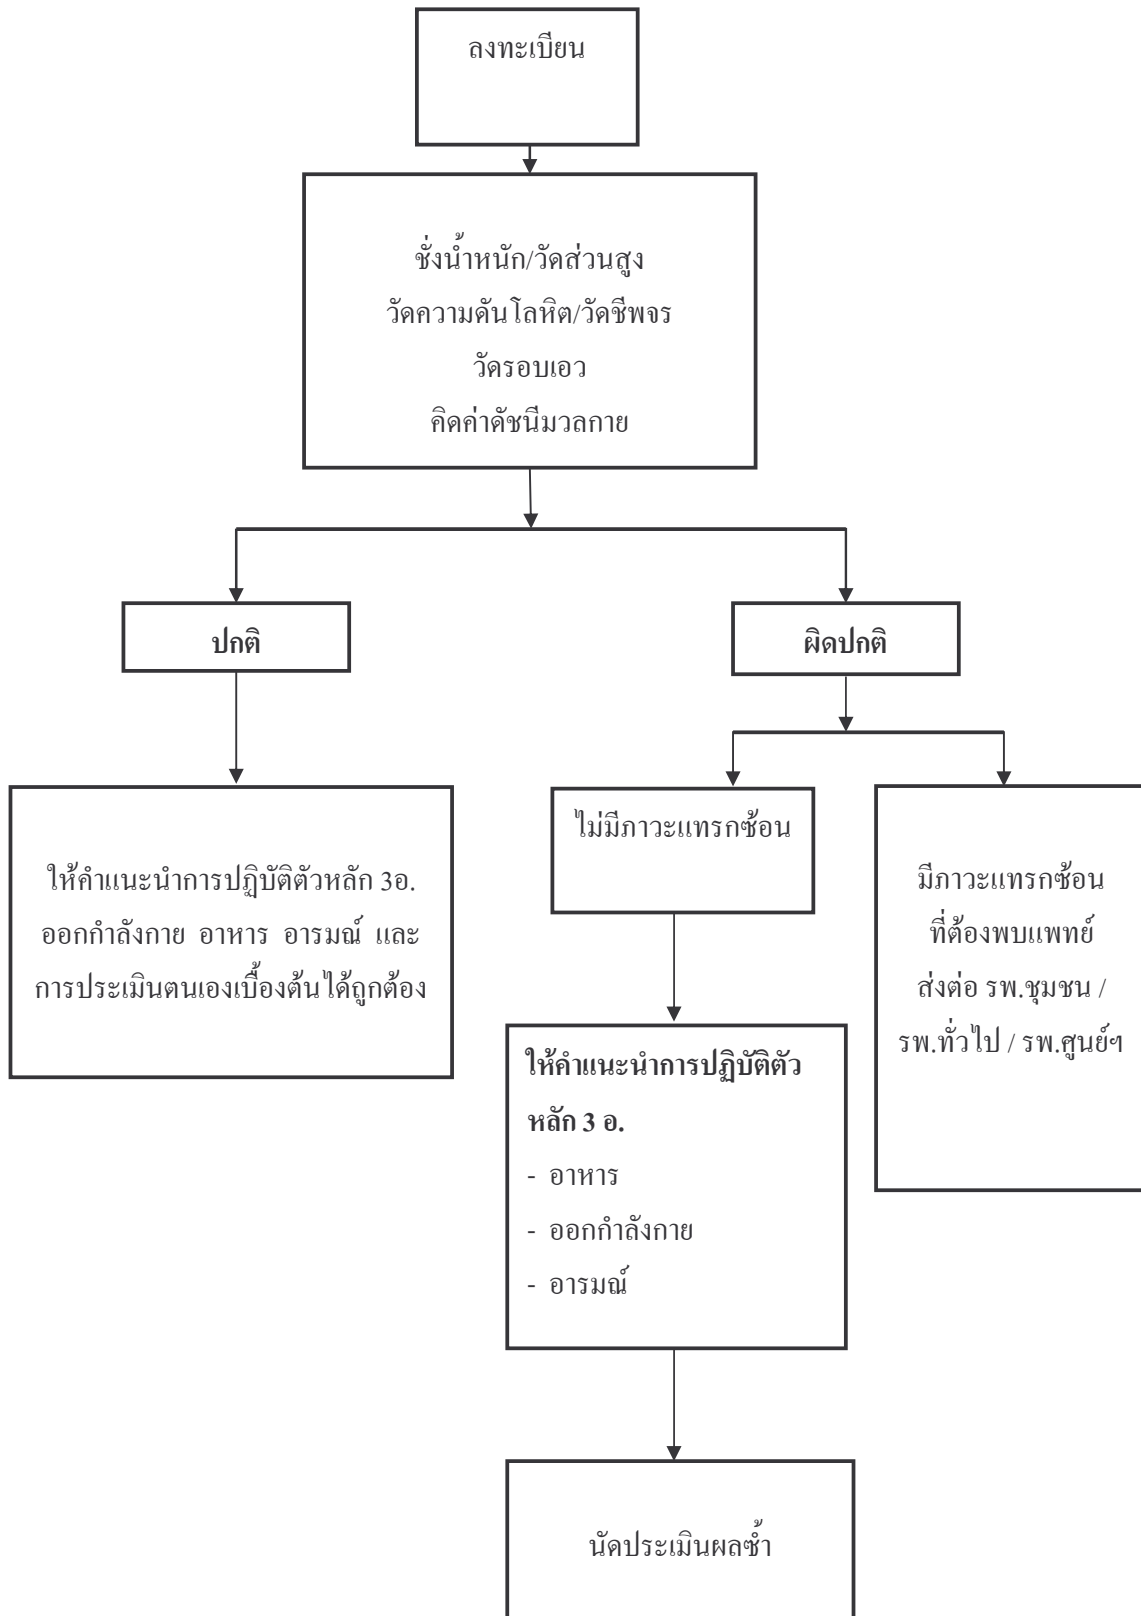 ลงทะเบียน
ชั่งน้ำหนัก/วัดส่วนสูง
วัดความดันโลหิต/วัดชีพจร
วัดรอบเอว
คิดค่าดัชนีมวลกาย
ปกติ
ผิดปกติ
ให้คำแนะนำการปฏิบัติตัวหลัก 3อ.
ออกกำลังกาย อาหาร อารมณ์ และ
การประเมินตนเองเบื้องต้นได้ถูกต้อง
ไม่มีภาวะแทรกซ้อน
มีภาวะแทรกซ้อน
ที่ต้องพบแพทย์
ส่งต่อ รพ.ชุมชน /
รพ.ทั่วไป / รพ.ศูนย์ฯ
ให้คำแนะนำการปฏิบัติตัว
หลัก 3 อ.
- อาหาร
- ออกกำลังกาย
- อารมณ์
นัดประเมินผลซ้ำ